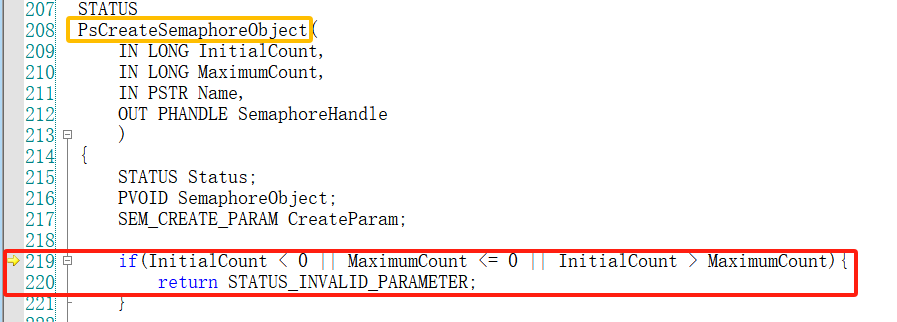 207 STATUS
208 PsCreateSemaphoreObject(
209     IN LONG InitialCount,
210     IN LONG MaximumCount,
211     IN PSTR Name,
212     OUT PHANDLE SemaphoreHandle
213     )
214 {
215     STATUS Status;
216     PVOID SemaphoreObject;
217     SEM_CREATE_PARAM CreateParam;
218
219     if(InitialCount < 0 || MaximumCount <= 0 || InitialCount > MaximumCount){
220         return STATUS_INVALID_PARAMETER;
221     }